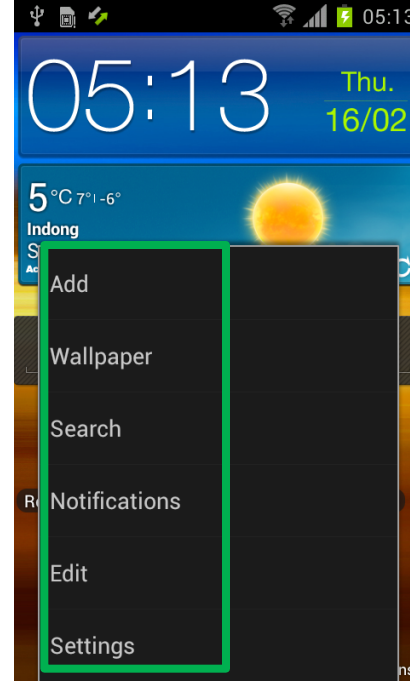 05:13
05:13
Thu.
16/02
5°C 7°ı-6°
Indong
Add
Wallpaper
Search
Notifications
Edit
Settings